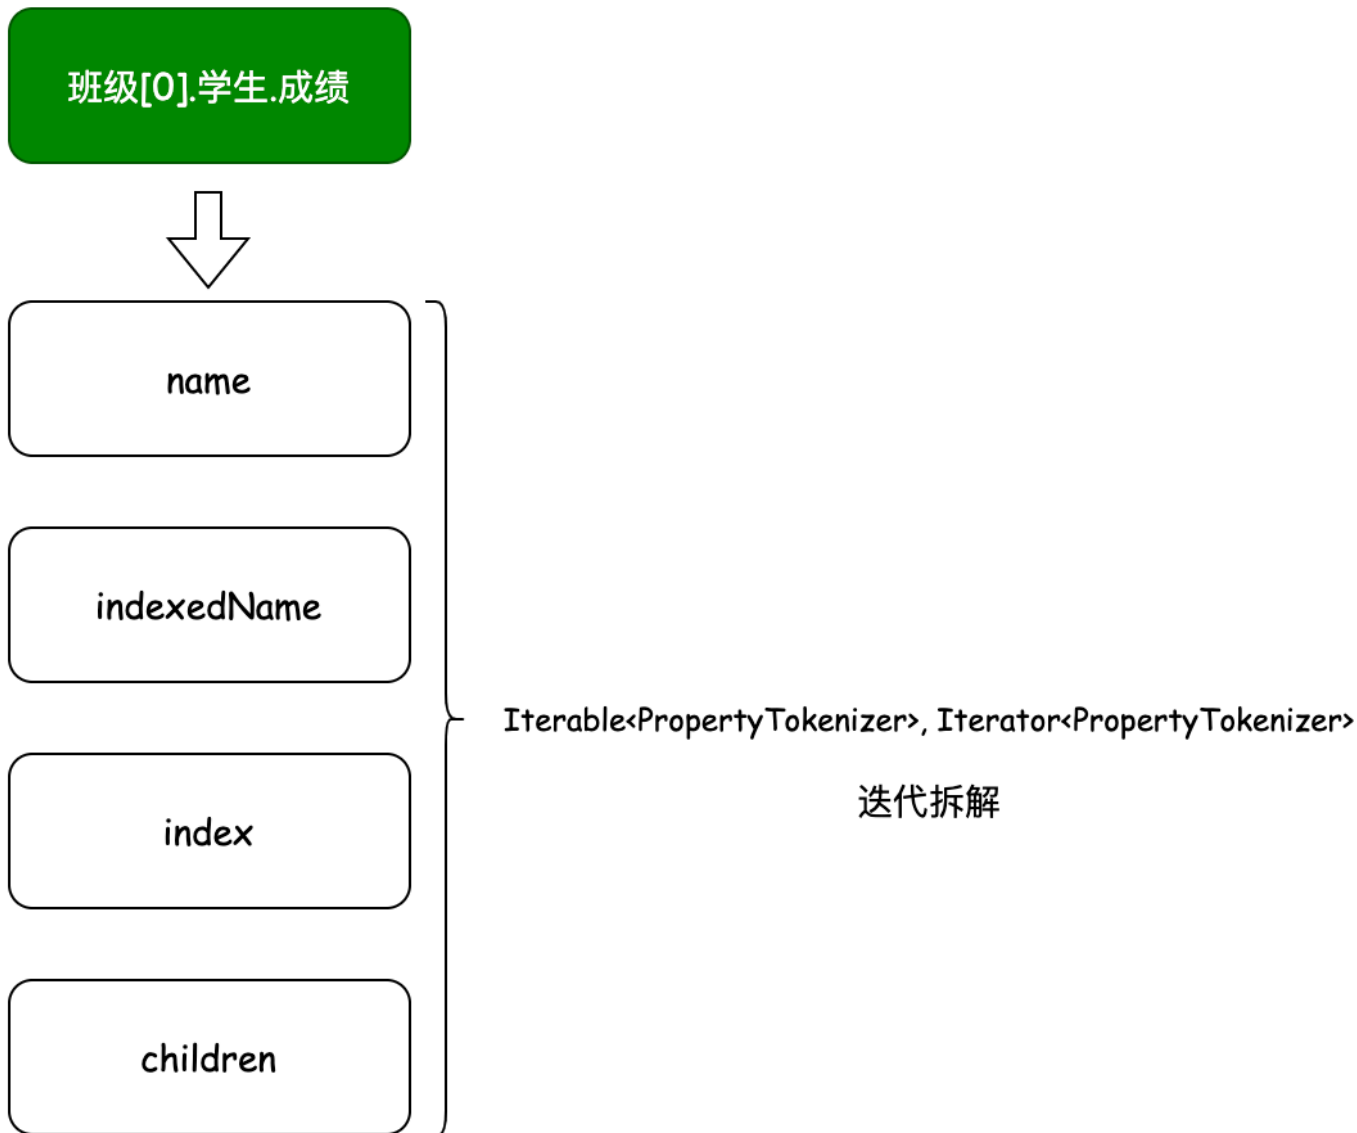 班级[0].学生.成绩
name
indexedName
index
children
Iterable<PropertyTokenizer>, Iterator<PropertyTokenizer>
迭代拆解